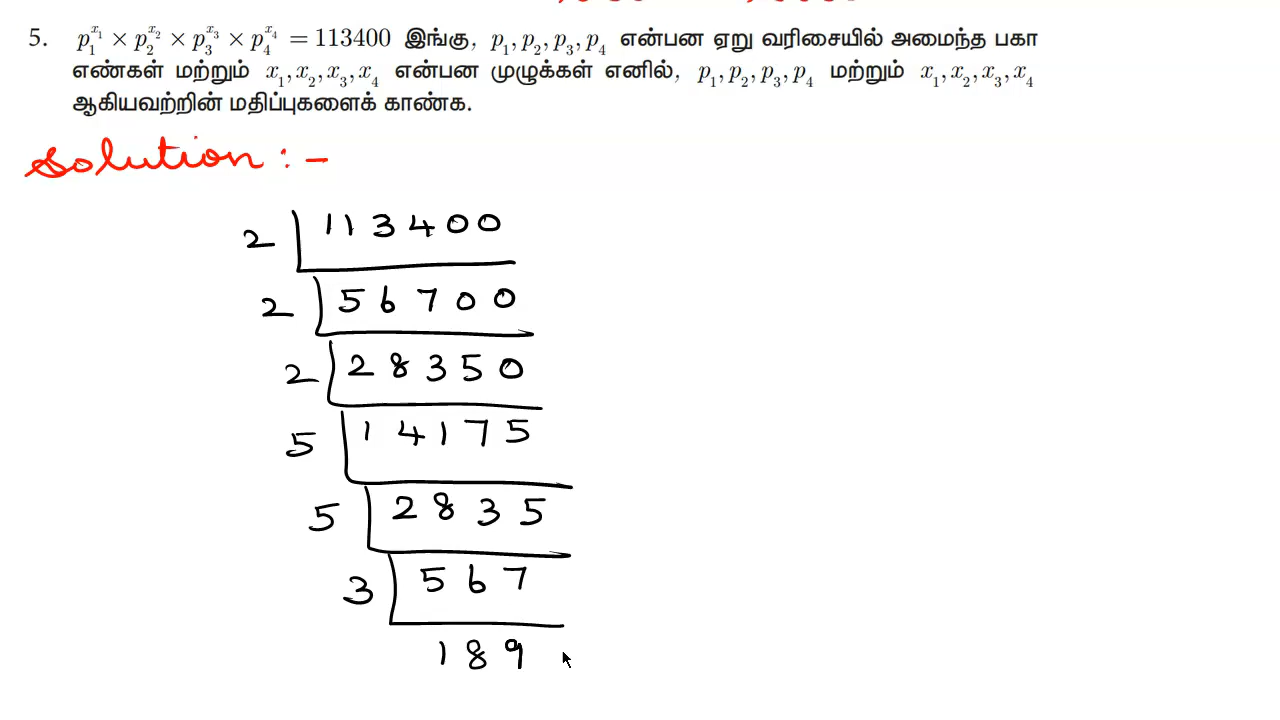 5. p₁^x₁ × p₂^x₂ × p₃^x₃ × p₄^x₄ = 113400 இங்கு, p₁, p₂, p₃, p₄ என்பன ஏறு வரிசையில் அமைந்த பகா
எண்கள் மற்றும் x₁, x₂, x₃, x₄ என்பன முழுக்கள் எனில், p₁, p₂, p₃, p₄ மற்றும் x₁, x₂, x₃, x₄
ஆகியவற்றின் மதிப்புகளைக் காண்க.
Solution : -
2 113400
2 56700
2 28350
5 14175
5 2835
3 567
189